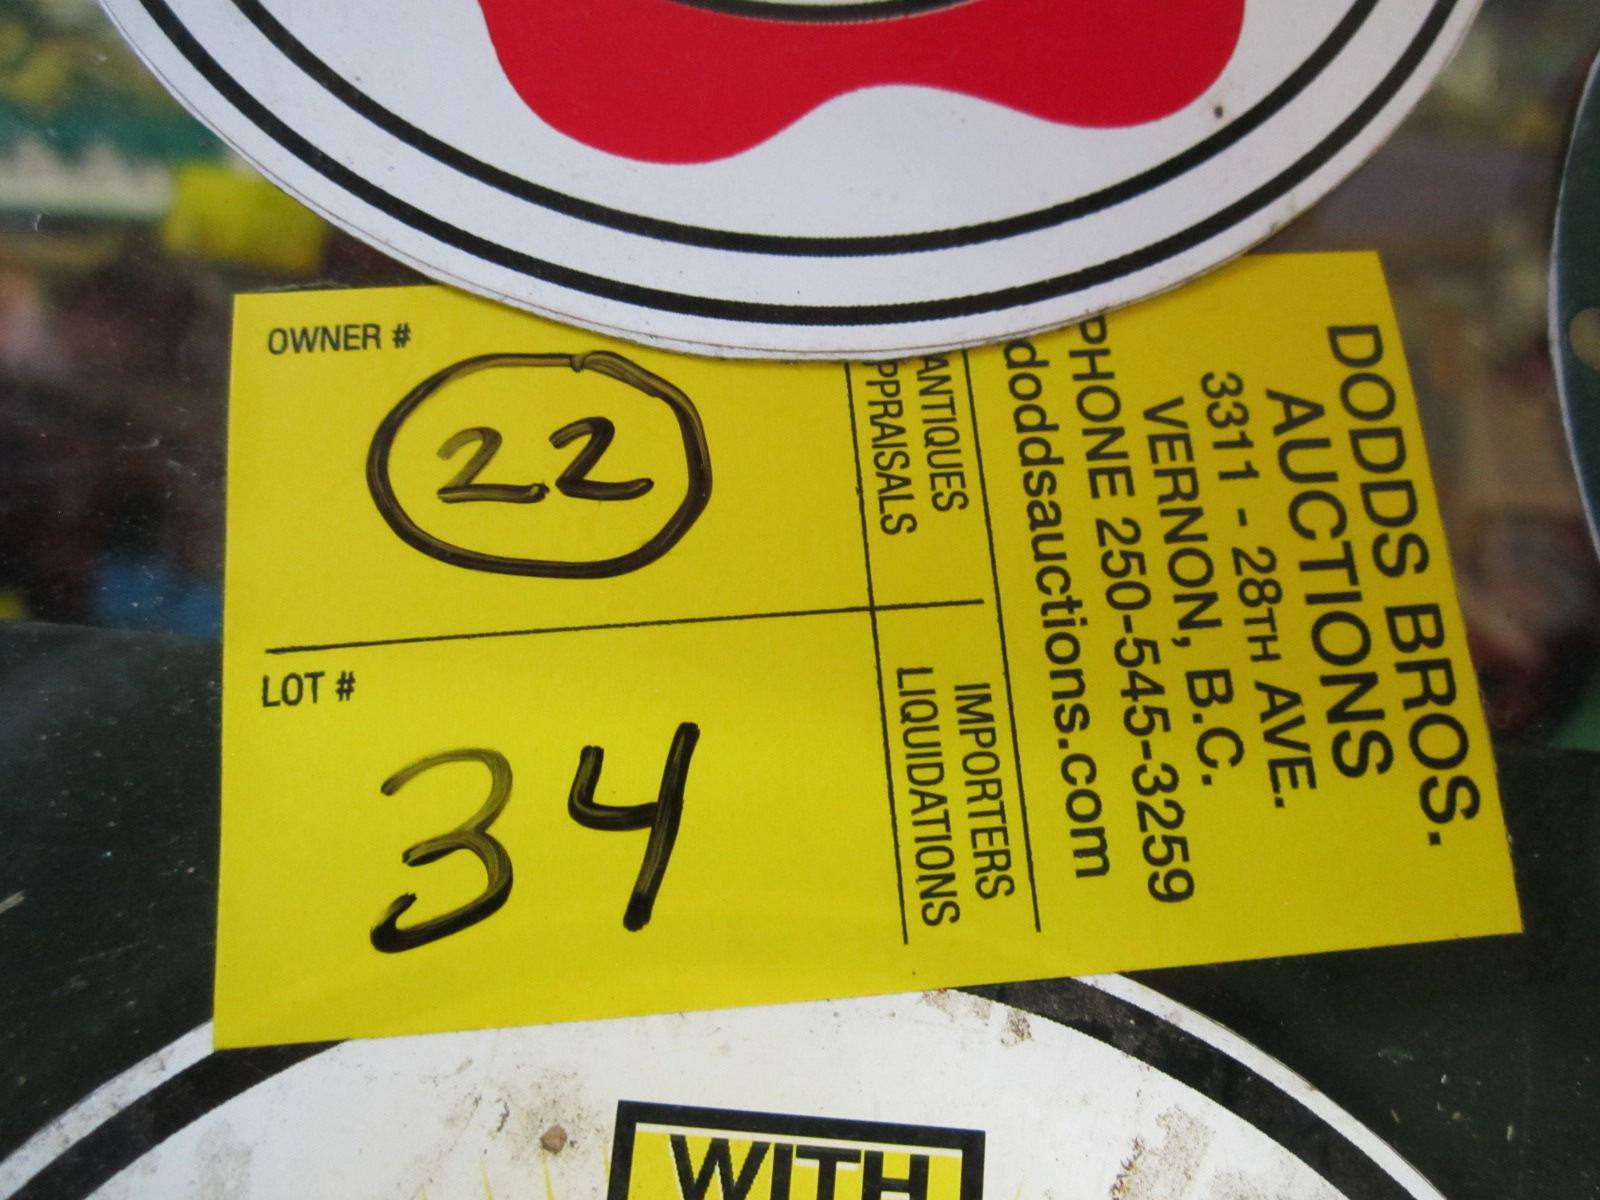 OWNER #
22
LOT #
34
DODDS BROS.
AUCTIONS
3311 - 28TH AVE.
VERNON, B.C.
PHONE 250-545-3259
doddsauctions.com
ANTIQUES
PPRAISALS
IMPORTERS
LIQUIDATIONS
WITH